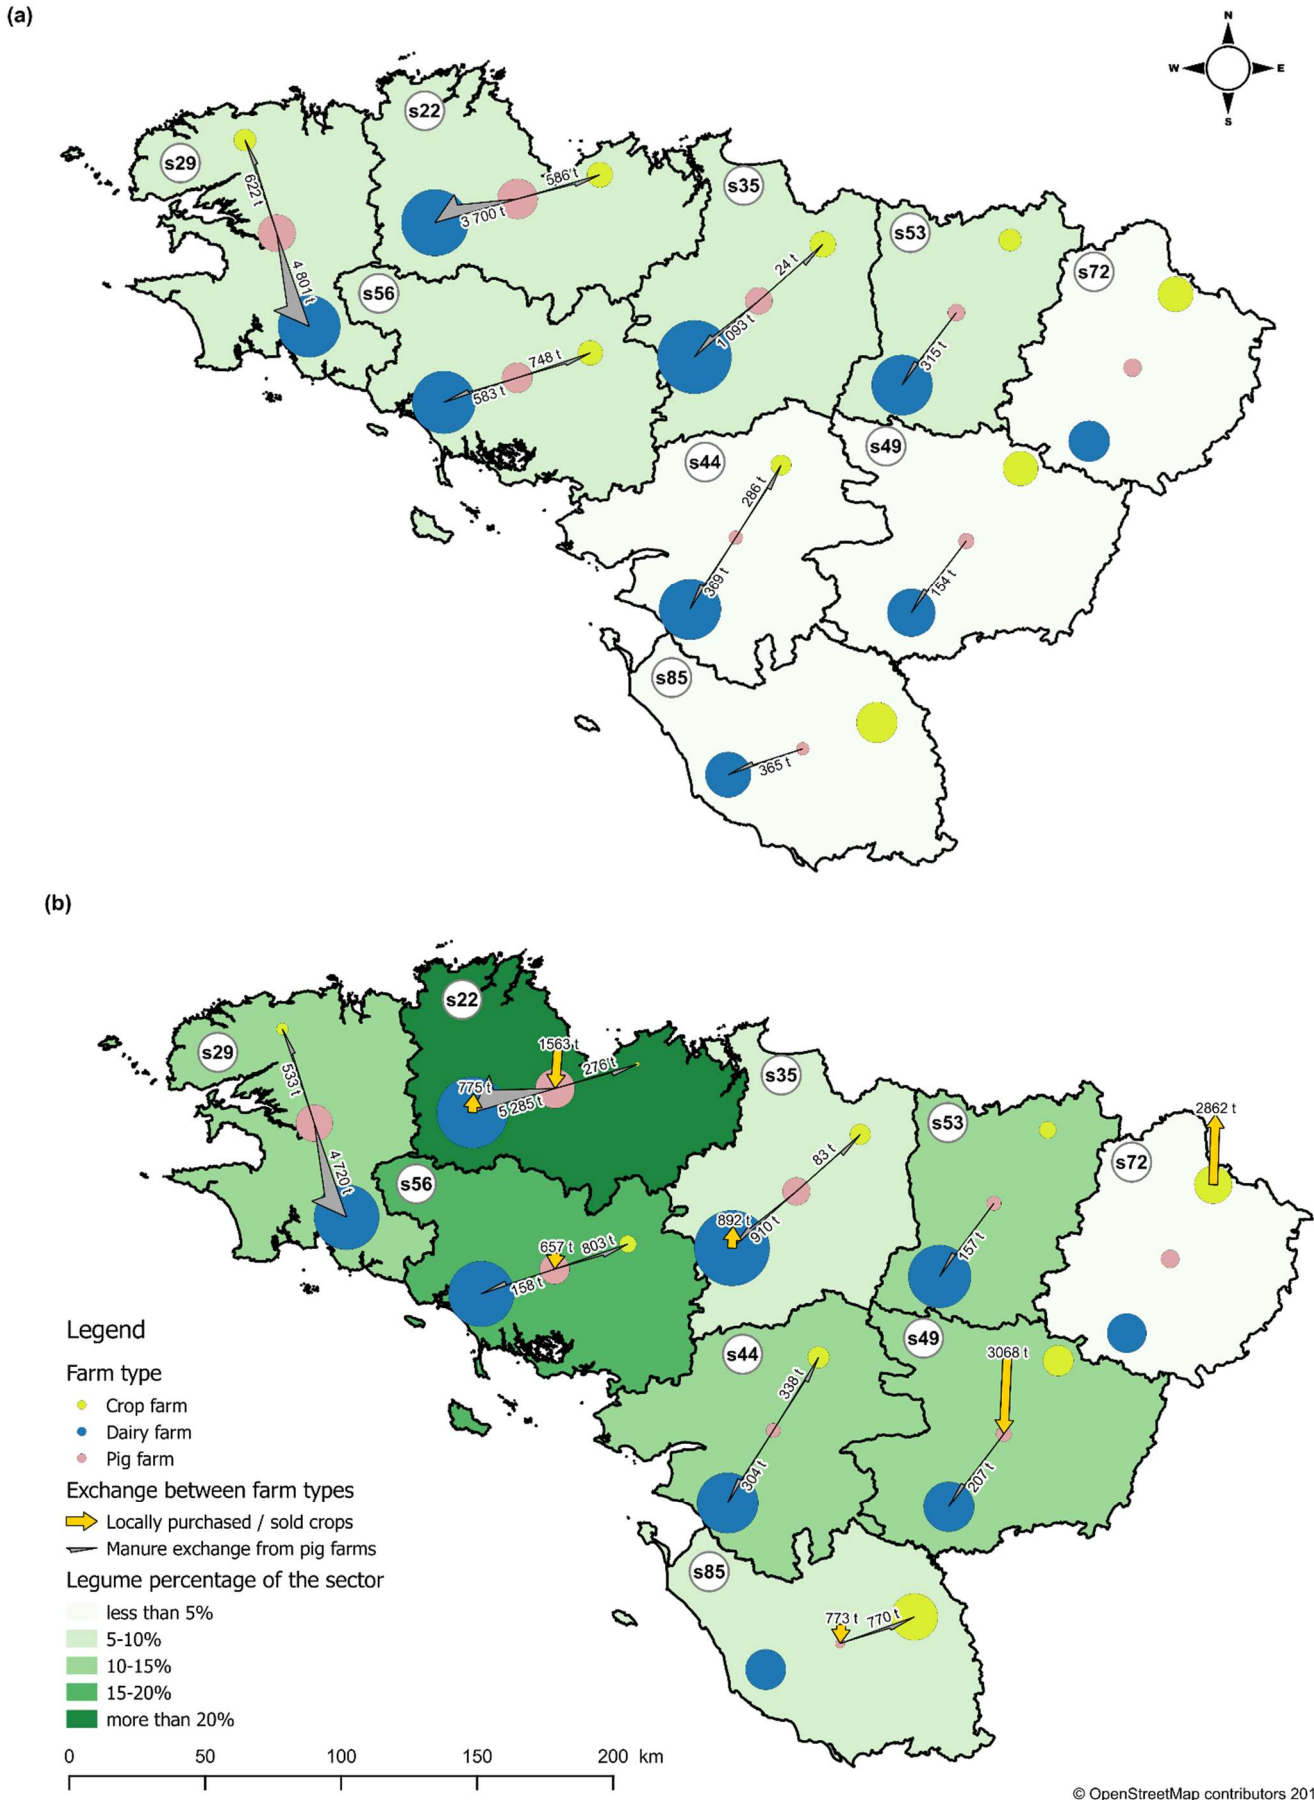 (a)
N
W E
S
s22
s29
s35
586 t
622 t
3 700 t
s53
s72
4 801 t
24 t
s56
1 093 t
748 t
315 t
583 t
s44
s49
286 t
369 t
154 t
s85
365 t
(b)
s22
s29
1563 t
276 t
s35
533 t
775 t
5 285 t
2862 t
s53
s72
83 t
4 720 t
s56
892 t
910 t
657 t
803 t
157 t
158 t
s44
s49
3068 t
338 t
304 t
207 t
s85
773 t
770 t
Legend
Farm type
Crop farm
Dairy farm
Pig farm
Exchange between farm types
Locally purchased / sold crops
Manure exchange from pig farms
Legume percentage of the sector
less than 5%
5-10%
10-15%
15-20%
more than 20%
0 50 100 150 200 km
© OpenStreetMap contributors 201